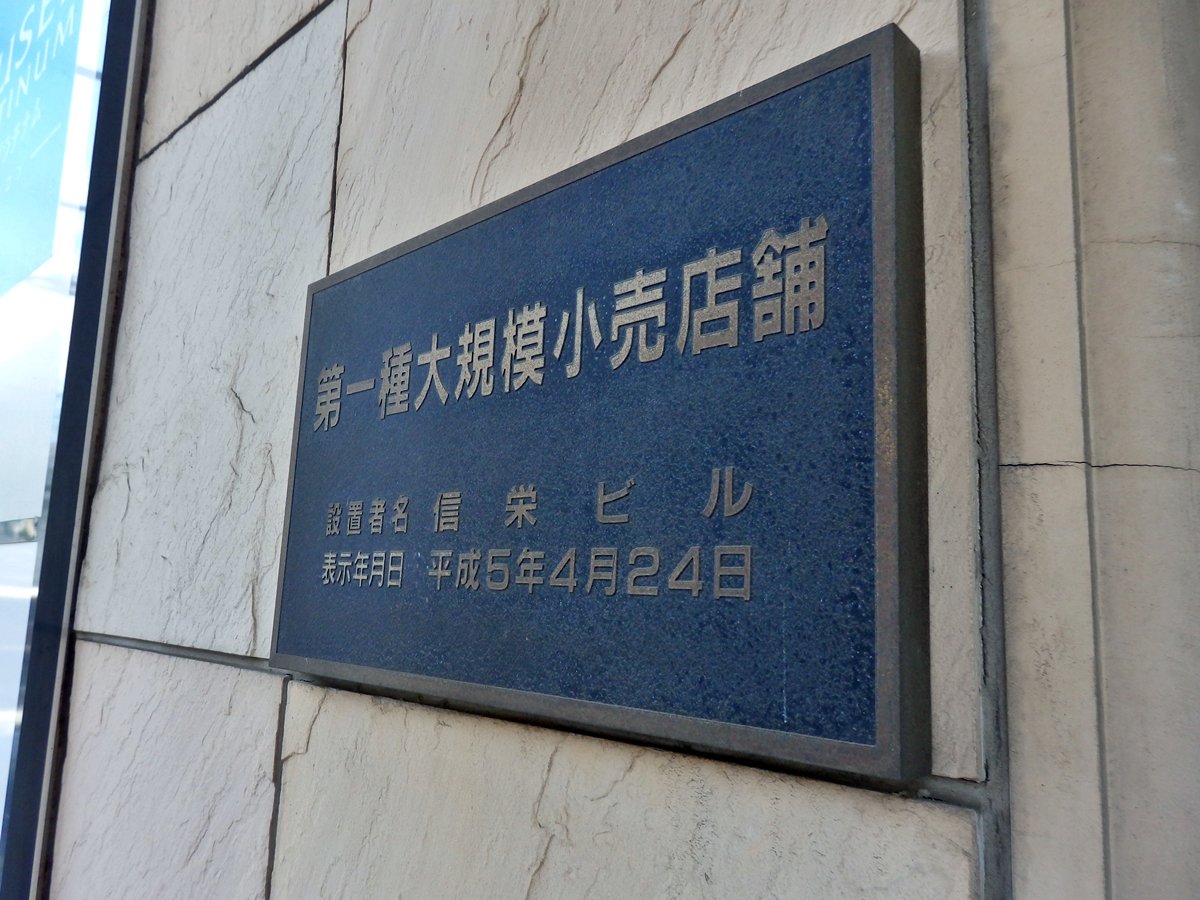 第一種大規模小売店舗
設置者名 信栄ビル
表示年月日 平成5年4月24日